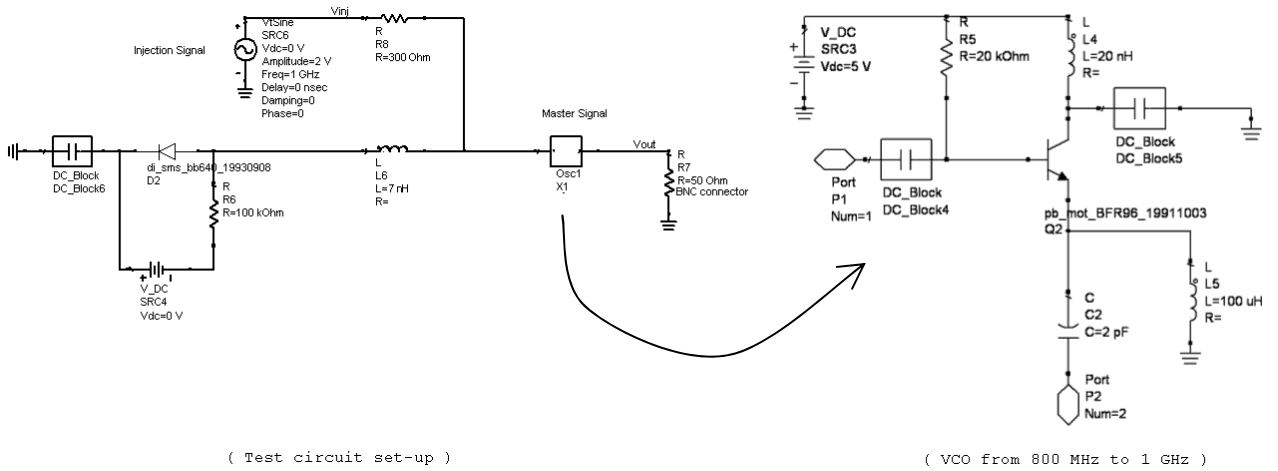 Injection Signal
VtSine
SRC6
Vdc=0 V
Amplitude=2 V
Freq=1 GHz
Delay=0 nsec
Damping=0
Phase=0
Vinj
R
R8
R=300 Ohm
Master Signal
Osc1
X1
Vout
R
R7
R=50 Ohm
BNC connector
DC_Block
DC_Block6
di_sms_bb640_19930908
D2
R
R6
R=100 kOhm
L
L6
L=7 nH
R=
V_DC
SRC4
Vdc=0 V
( Test circuit set-up )
V_DC
SRC3
Vdc=5 V
R
R5
R=20 kOhm
L
L4
L=20 nH
R=
DC_Block
DC_Block5
Port
P1
Num=1
DC_Block
DC_Block4
pb_mot_BFR96_19911003
Q2
L
L5
L=100 uH
R=
C
C2
C=2 pF
Port
P2
Num=2
( VCO from 800 MHz to 1 GHz )